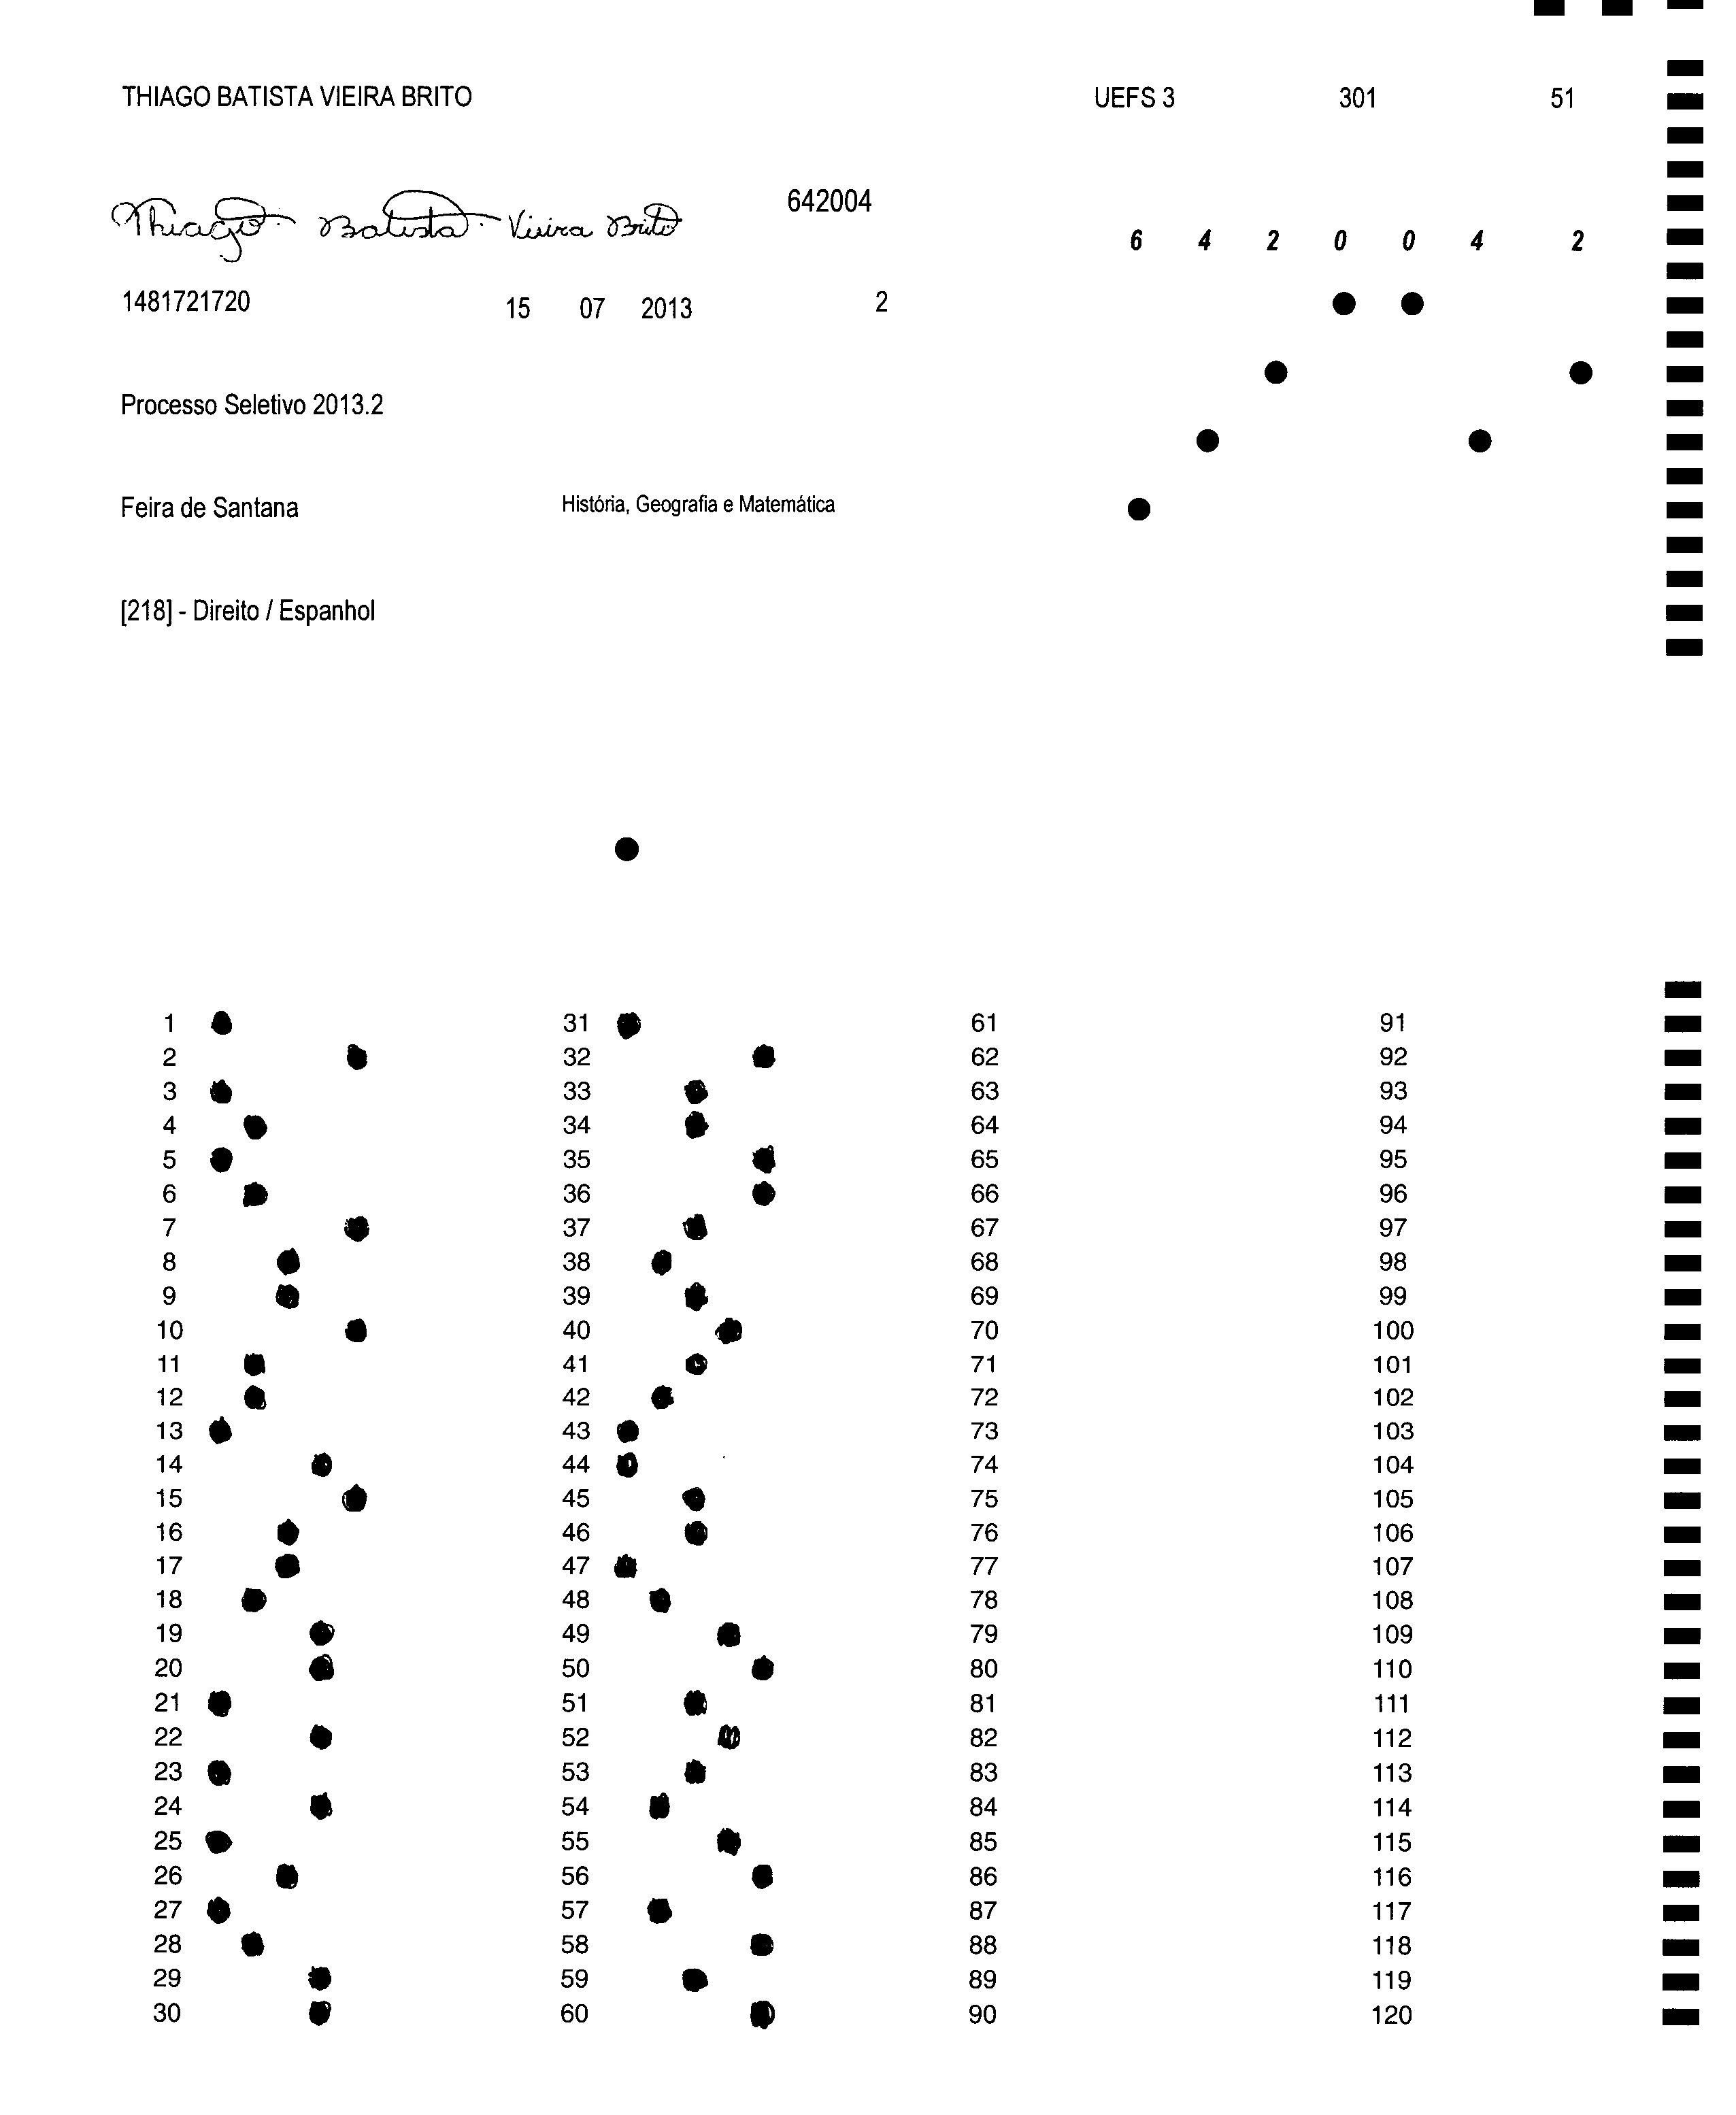 THIAGO BATISTA VIEIRA BRITO UEFS 3 301 51
Thiago Batista Vieira Brito 642004
6 4 2 0 0 4 2
1481721720 15 07 2013 2
Processo Seletivo 2013.2
Feira de Santana História, Geografia e Matemática
[218] - Direito / Espanhol
1 31 61 91
2 32 62 92
3 33 63 93
4 34 64 94
5 35 65 95
6 36 66 96
7 37 67 97
8 38 68 98
9 39 69 99
10 40 70 100
11 41 71 101
12 42 72 102
13 43 73 103
14 44 74 104
15 45 75 105
16 46 76 106
17 47 77 107
18 48 78 108
19 49 79 109
20 50 80 110
21 51 81 111
22 52 82 112
23 53 83 113
24 54 84 114
25 55 85 115
26 56 86 116
27 57 87 117
28 58 88 118
29 59 89 119
30 60 90 120